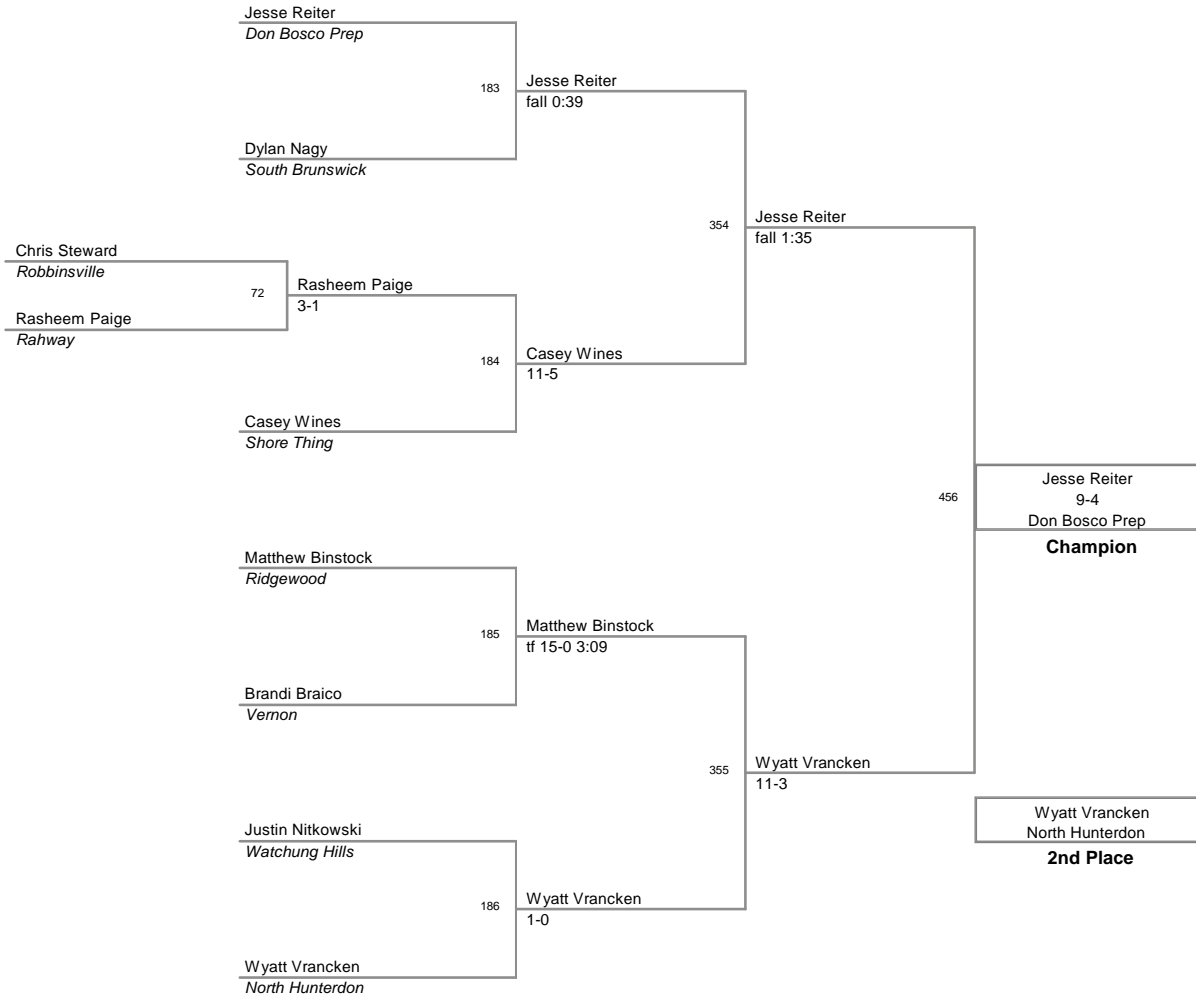 Jesse Reiter
Don Bosco Prep
183
Jesse Reiter
fall 0:39
Dylan Nagy
South Brunswick
354
Jesse Reiter
fall 1:35
Chris Steward
Robbinsville
72
Rasheem Paige
3-1
Rasheem Paige
Rahway
184
Casey Wines
11-5
Casey Wines
Shore Thing
456
Jesse Reiter
9-4
Don Bosco Prep
Champion
Matthew Binstock
Ridgewood
185
Matthew Binstock
tf 15-0 3:09
Brandi Braico
Vernon
355
Wyatt Vrancken
11-3
Wyatt Vrancken
North Hunterdon
2nd Place
Justin Nitkowski
Watchung Hills
186
Wyatt Vrancken
1-0
Wyatt Vrancken
North Hunterdon